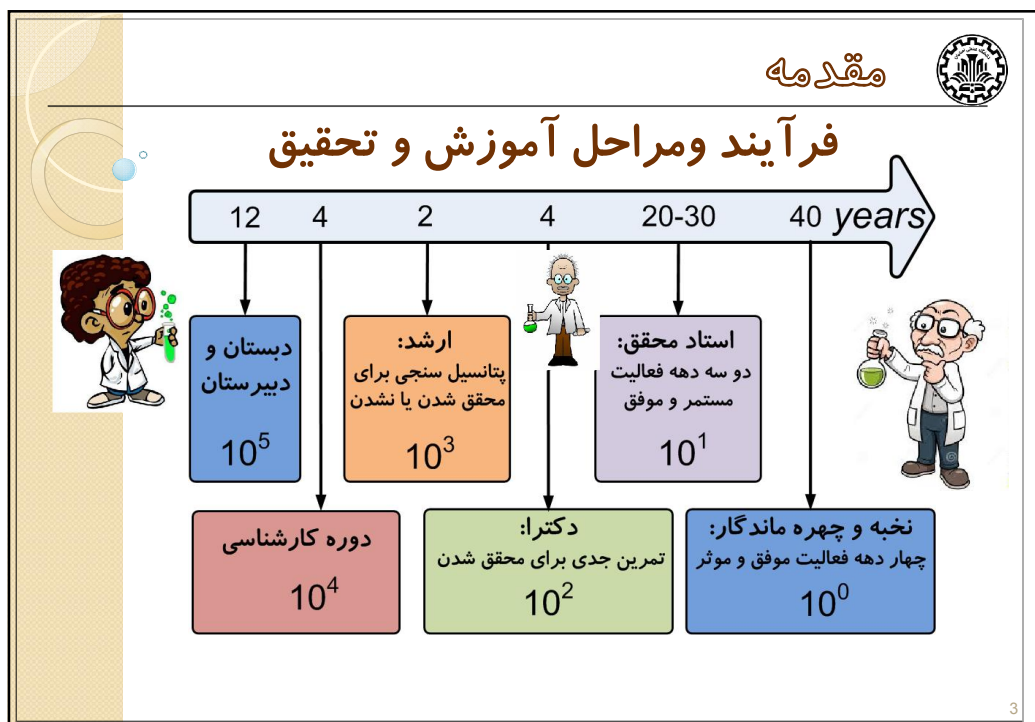 مقدمه
فرآیند ومراحل آموزش و تحقیق
12 4 2 4 20-30 40 years
دبستان و
دبیرستان
10^5
ارشد:
پتانسیل سنجی برای
محقق شدن یا نشدن
10^3
استاد محقق:
دو سه دهه فعالیت
مستمر و موفق
10^1
دوره کارشناسی
10^4
دکترا:
تمرین جدی برای محقق شدن
10^2
نخبه و چهره ماندگار:
چهار دهه فعالیت موفق و موثر
10^0
3